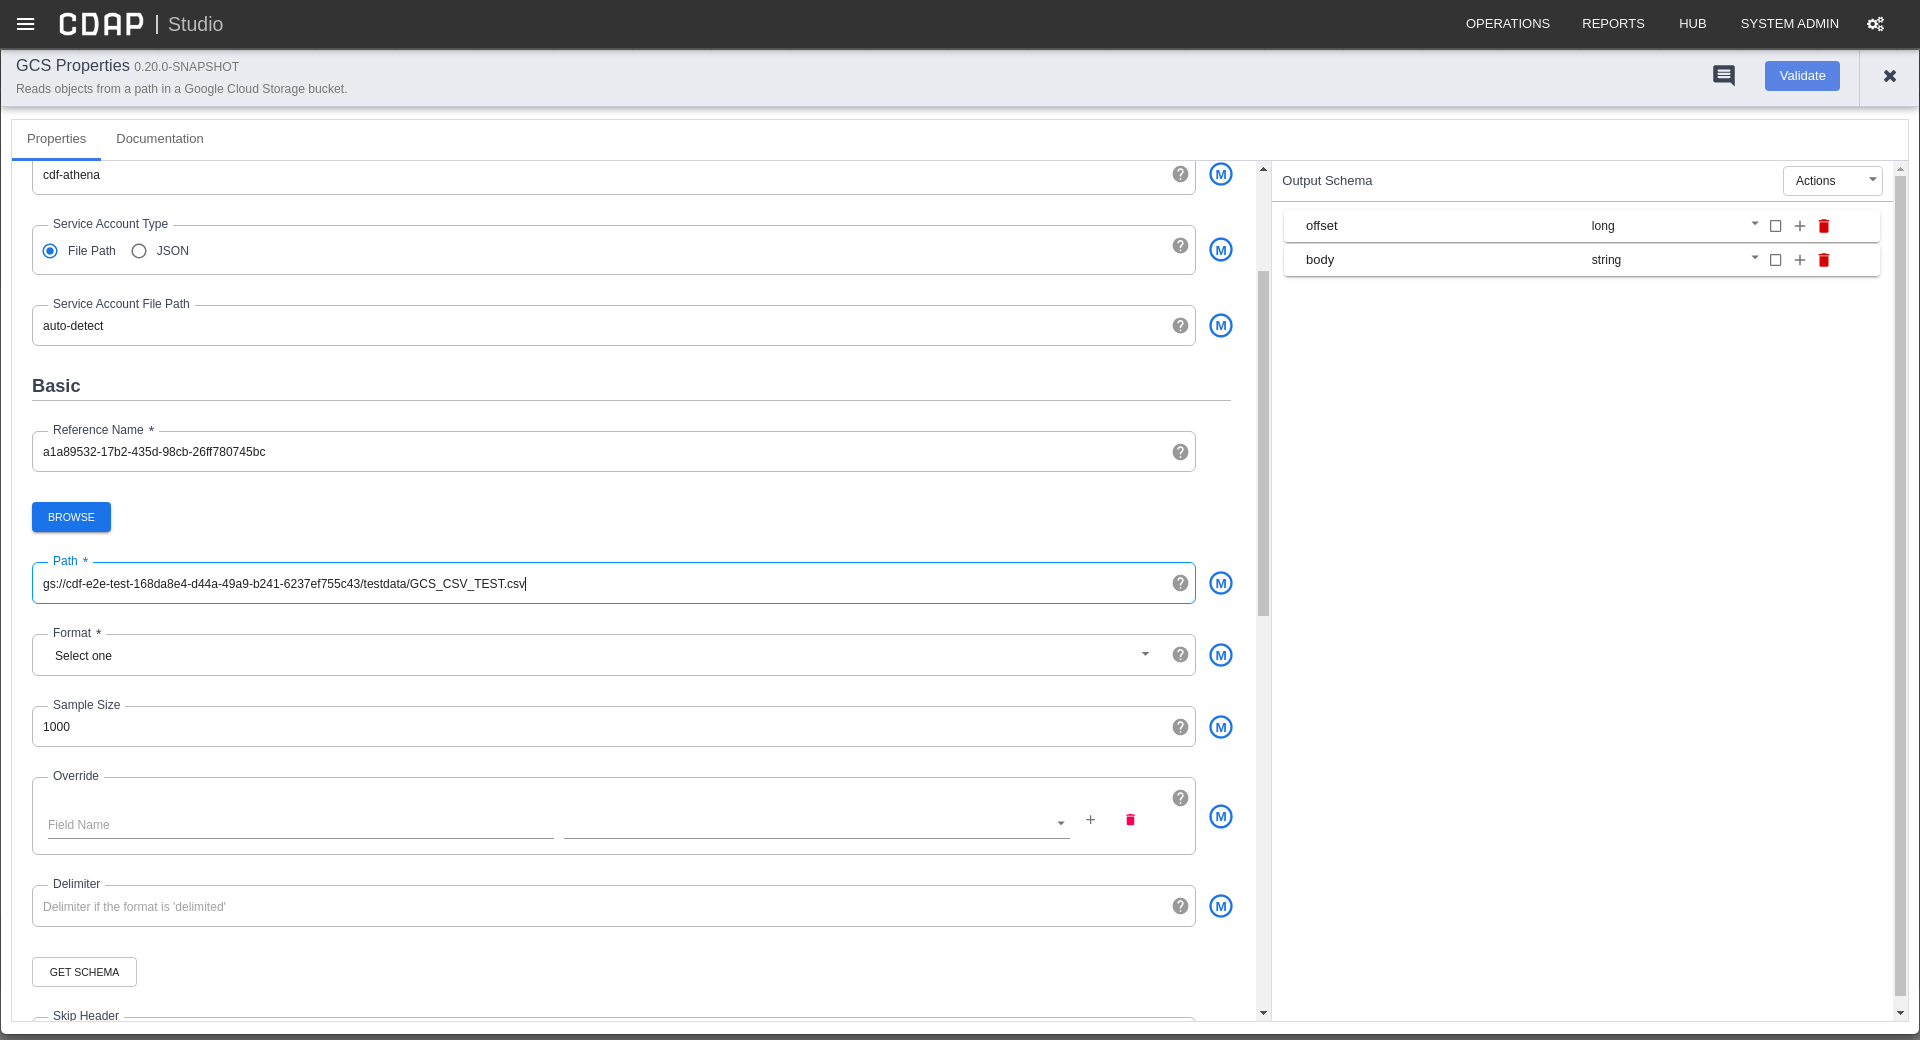 CDAP | Studio OPERATIONS REPORTS HUB SYSTEM ADMIN
GCS Properties 0.20.0-SNAPSHOT
Reads objects from a path in a Google Cloud Storage bucket.
Validate
Properties Documentation
cdf-athena
M
Service Account Type
File Path JSON
M
Service Account File Path
auto-detect
M
Basic
Reference Name *
a1a89532-17b2-435d-98cb-26ff780745bc
BROWSE
Path *
gs://cdf-e2e-test-168da8e4-d44a-49a9-b241-6237ef755c43/testdata/GCS_CSV_TEST.csv
M
Format *
Select one
M
Sample Size
1000
M
Override
Field Name
M
Delimiter
Delimiter if the format is 'delimited'
M
GET SCHEMA
Skip Header
Output Schema Actions
offset long
body string